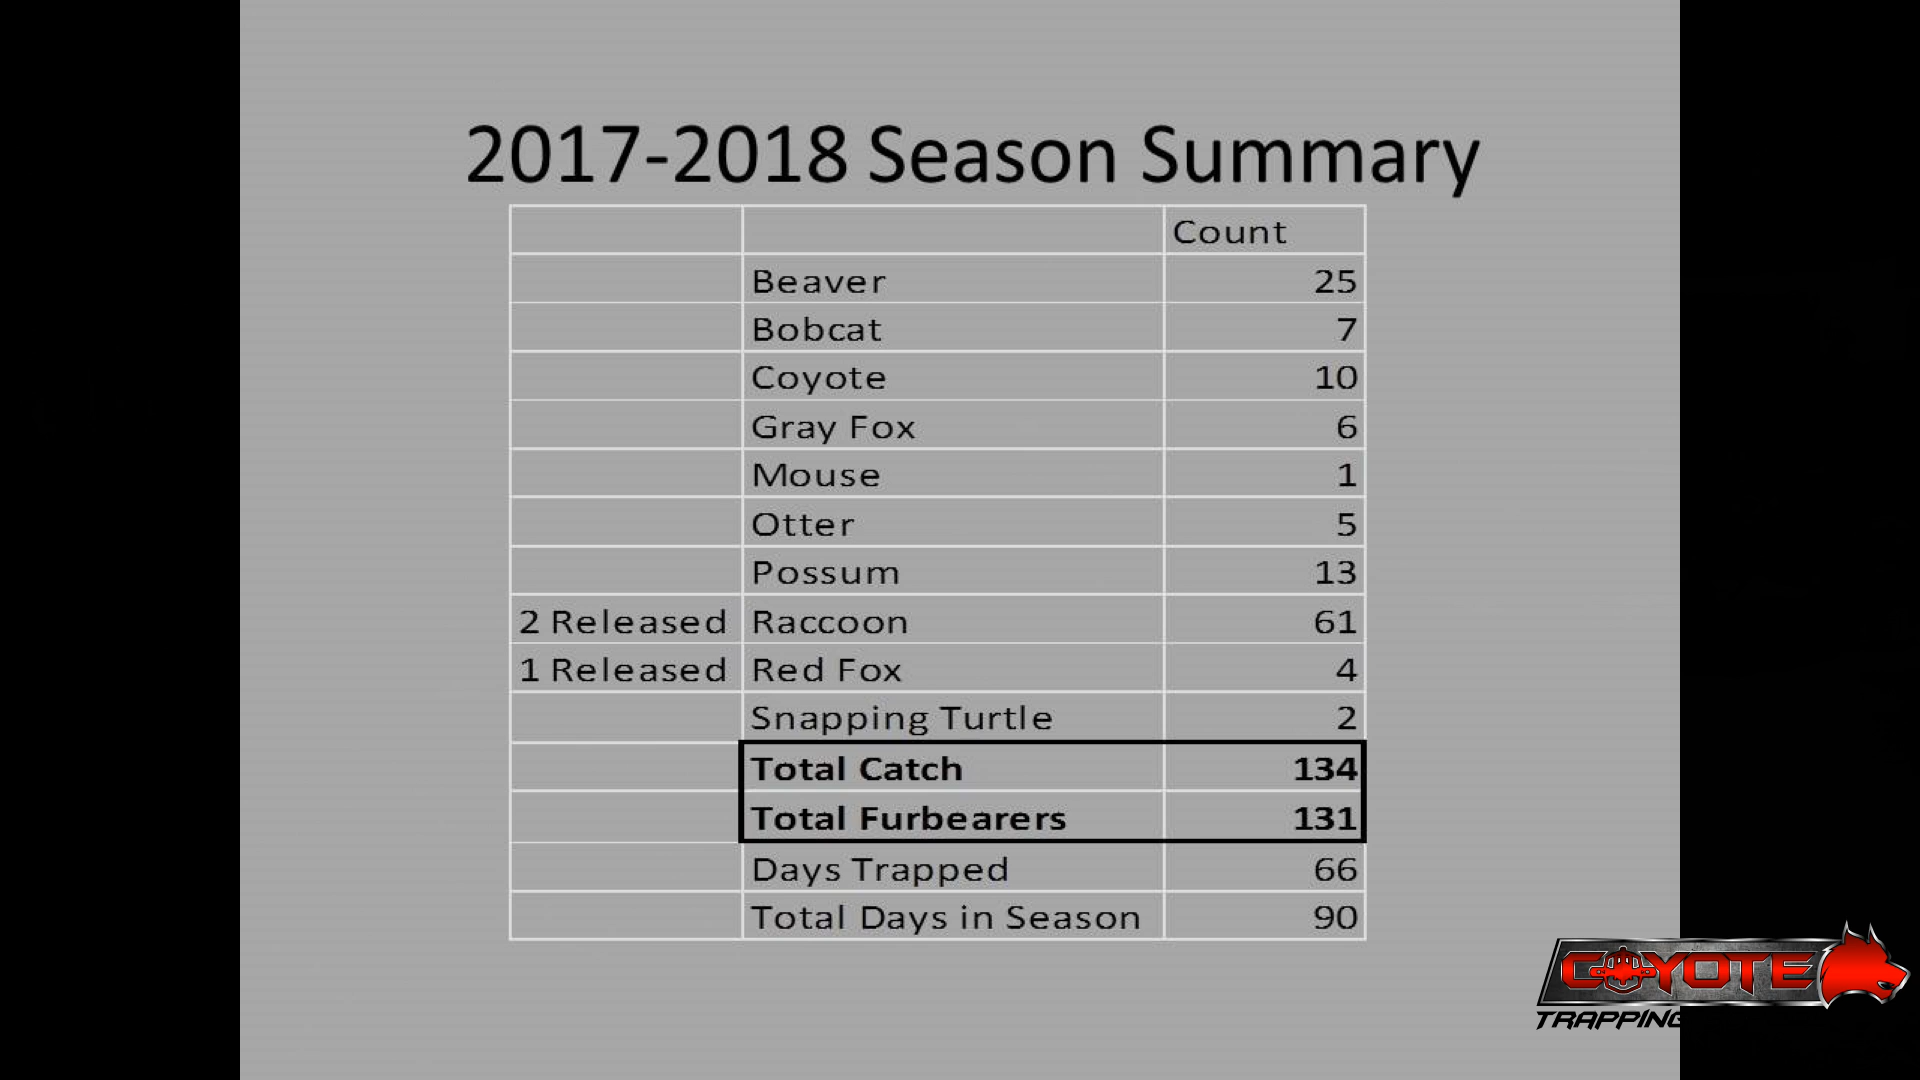 2017-2018 Season Summary
Count
Beaver 25
Bobcat 7
Coyote 10
Gray Fox 6
Mouse 1
Otter 5
Possum 13
2 Released Raccoon 61
1 Released Red Fox 4
Snapping Turtle 2
Total Catch 134
Total Furbearers 131
Days Trapped 66
Total Days in Season 90
COYOTE
TRAPPING